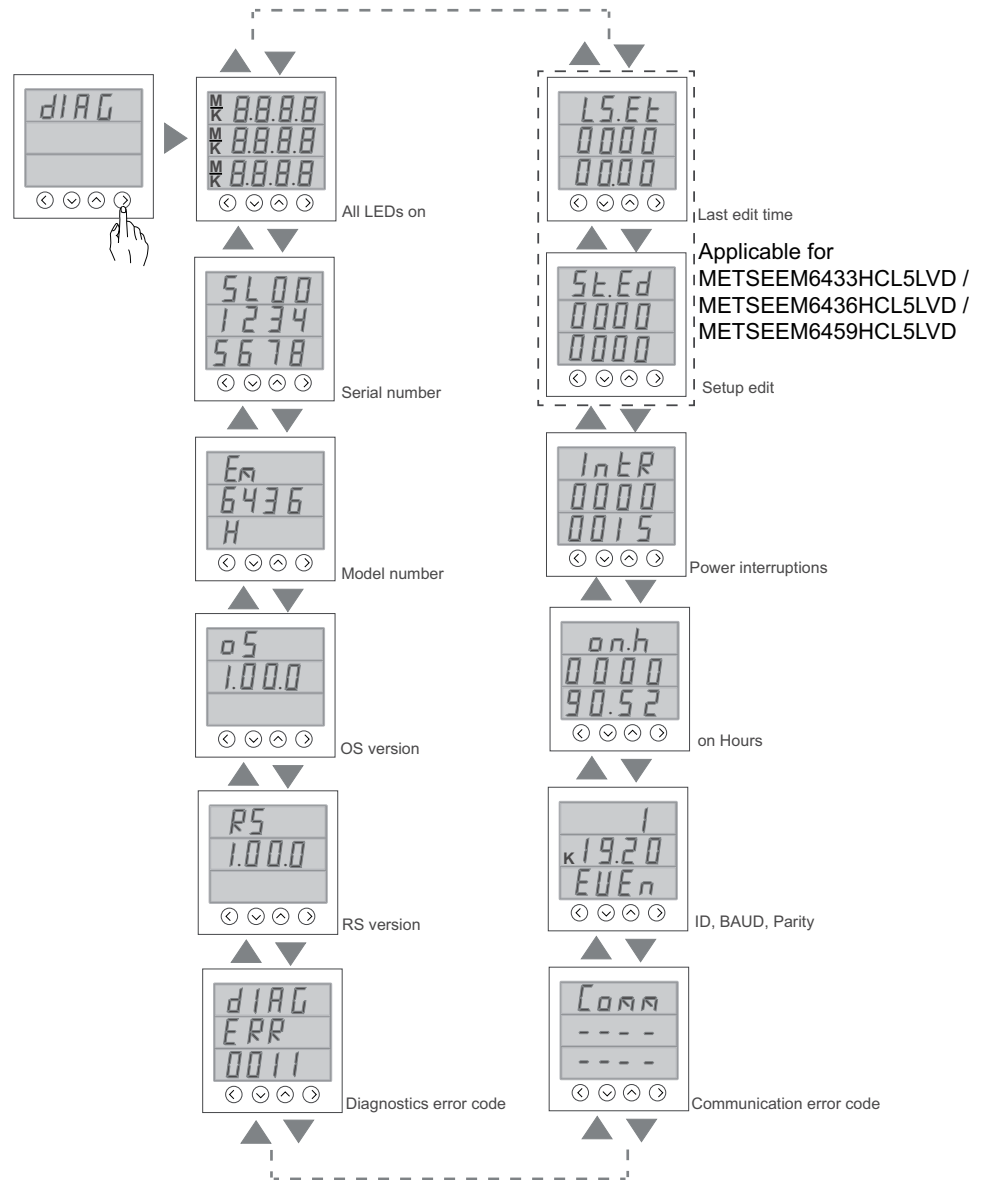 dIAG
M/K 8.8.8.8
M/K 8.8.8.8
M/K 8.8.8.8
All LEDs on
SL00
1234
5678
Serial number
Em
6436
H
Model number
oS
1.00.0
OS version
RS
1.00.0
RS version
dIAG
ERR
0011
Diagnostics error code
LS.Et
0000
00.00
Last edit time
Applicable for
METSEEM6433HCL5LVD /
METSEEM6436HCL5LVD /
METSEEM6459HCL5LVD
St.Ed
0000
0000
Setup edit
IntR
0000
0015
Power interruptions
on.h
0000
90.52
on Hours
1
K 19.20
EVEn
ID, BAUD, Parity
Comm
----
----
Communication error code